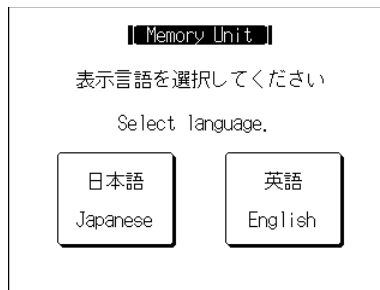 Memory Unit
表示言語を選択してください
Select language.
日本語
Japanese
英語
English